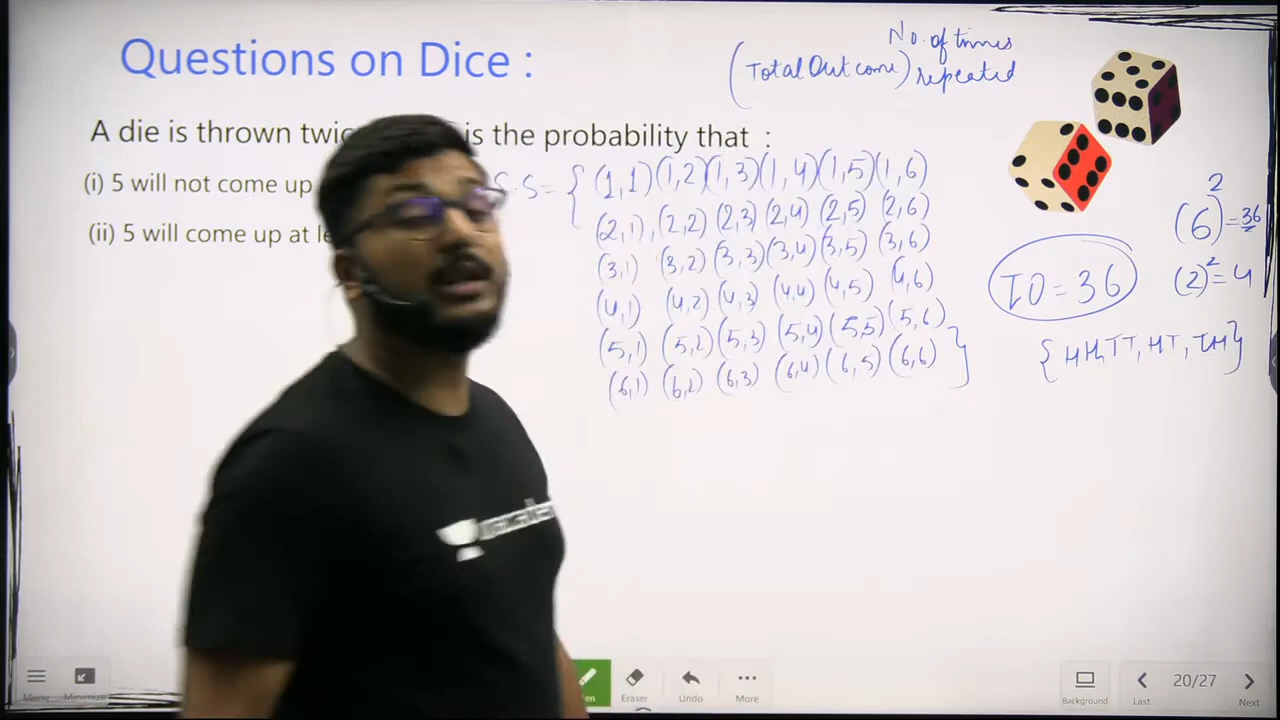 Questions on Dice :
(Total Outcome) No. of times repeated
A die is thrown is the probability that :
(i) 5 will not come up
(ii) 5 will come up at
S.S = { (1,1) (1,2) (1,3) (1,4) (1,5) (1,6)
(2,1), (2,2) (2,3) (2,4) (2,5) (2,6)
(3,1) (3,2) (3,3) (3,4) (3,5) (3,6)
(4,1) (4,2) (4,3) (4,4) (4,5) (4,6)
(5,1) (5,2) (5,3) (5,4) (5,5) (5,6)
(6,1) (6,2) (6,3) (6,4) (6,5) (6,6) }
TO = 36
(6)² = 36
(2)² = 4
{HH, TT, HT, TH}
Menu
Minimize
Pen
Eraser
Undo
More
Background
Last
20/27
Next